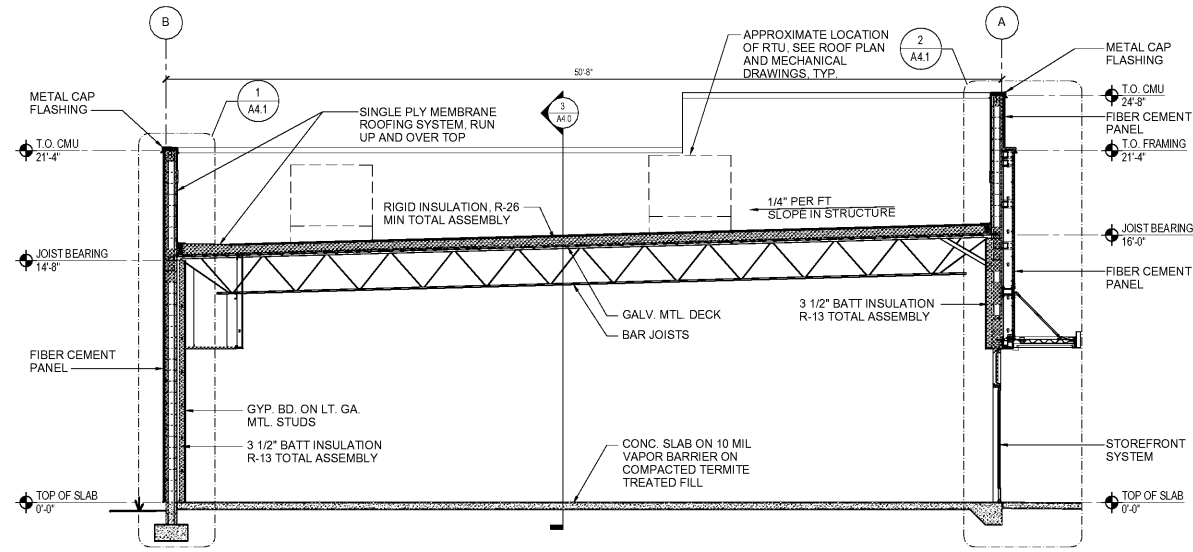 B
A
APPROXIMATE LOCATION
OF RTU, SEE ROOF PLAN
AND MECHANICAL
DRAWINGS, TYP.
2
A4.1
METAL CAP
FLASHING
50'-8"
1
A4.1
METAL CAP
FLASHING
3
A4.0
SINGLE PLY MEMBRANE
ROOFING SYSTEM, RUN
UP AND OVER TOP
T.O. CMU
24'-8"
FIBER CEMENT
PANEL
T.O. CMU
21'-4"
T.O. FRAMING
21'-4"
RIGID INSULATION, R-26
MIN TOTAL ASSEMBLY
1/4" PER FT
SLOPE IN STRUCTURE
JOIST BEARING
14'-8"
JOIST BEARING
16'-0"
FIBER CEMENT
PANEL
3 1/2" BATT INSULATION
R-13 TOTAL ASSEMBLY
GALV. MTL. DECK
BAR JOISTS
FIBER CEMENT
PANEL
GYP. BD. ON LT. GA.
MTL. STUDS
3 1/2" BATT INSULATION
R-13 TOTAL ASSEMBLY
CONC. SLAB ON 10 MIL
VAPOR BARRIER ON
COMPACTED TERMITE
TREATED FILL
STOREFRONT
SYSTEM
TOP OF SLAB
0'-0"
TOP OF SLAB
0'-0"